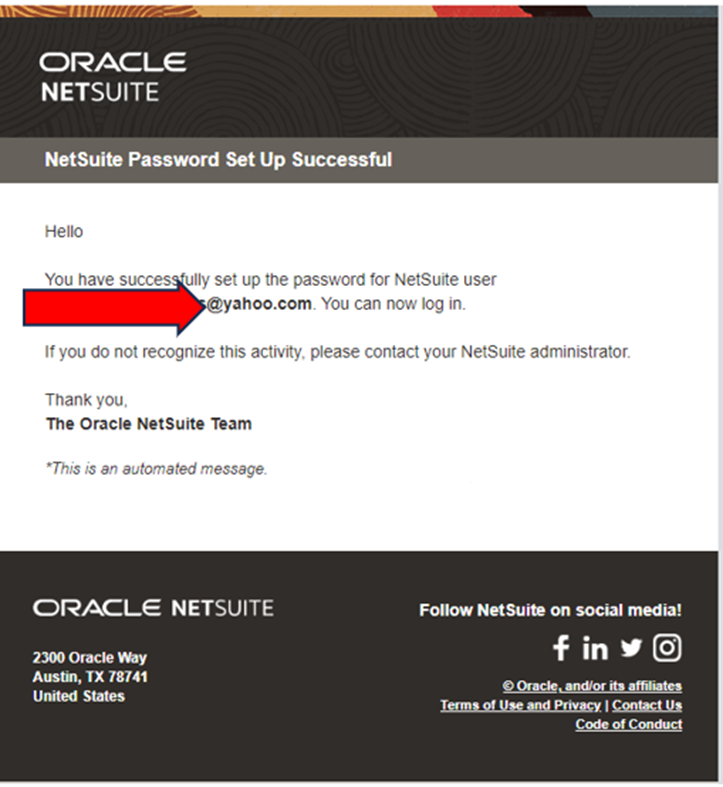 ORACLE
NETSUITE
NetSuite Password Set Up Successful
Hello
You have successfully set up the password for NetSuite user
@yahoo.com. You can now log in.
If you do not recognize this activity, please contact your NetSuite administrator.
Thank you,
The Oracle NetSuite Team
*This is an automated message.
ORACLE NETSUITE
2300 Oracle Way
Austin, TX 78741
United States
Follow NetSuite on social media!
© Oracle, and/or its affiliates
Terms of Use and Privacy | Contact Us
Code of Conduct